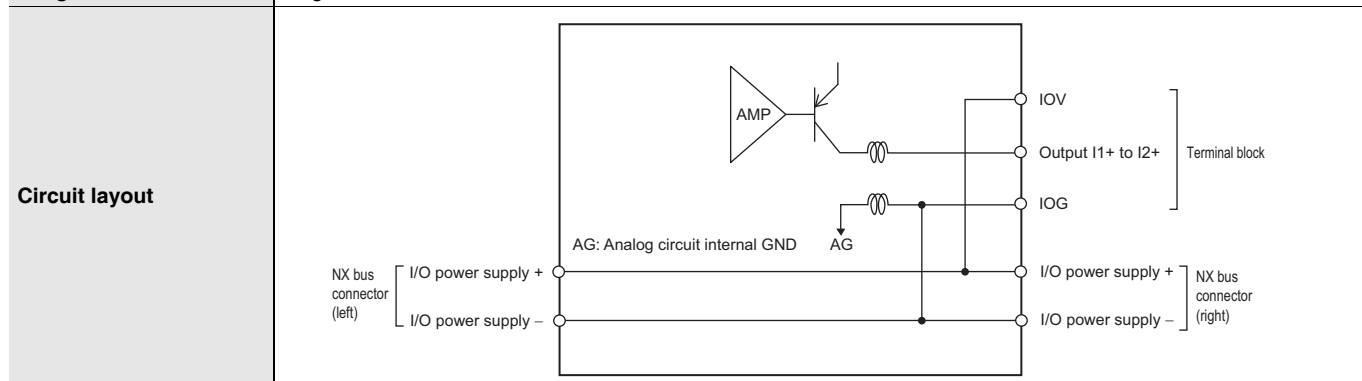 Circuit layout
AMP
IOV
Output I1+ to I2+
Terminal block
IOG
AG: Analog circuit internal GND
AG
NX bus
connector
(left)
I/O power supply +
I/O power supply –
I/O power supply +
I/O power supply –
NX bus
connector
(right)